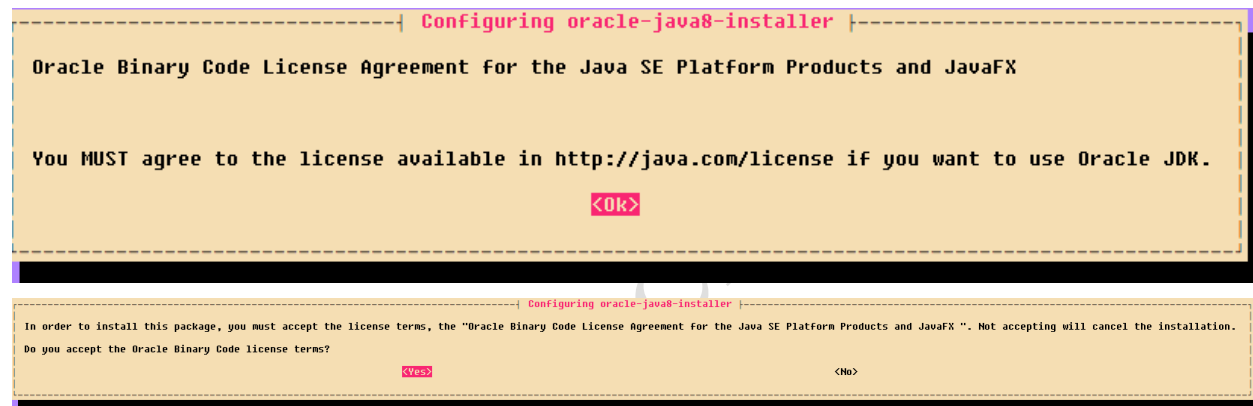 Configuring oracle-java8-installer
Oracle Binary Code License Agreement for the Java SE Platform Products and JavaFX
You MUST agree to the license available in http://java.com/license if you want to use Oracle JDK.
<Ok>
Configuring oracle-java8-installer
In order to install this package, you must accept the license terms, the "Oracle Binary Code License Agreement for the Java SE Platform Products and JavaFX ". Not accepting will cancel the installation.
Do you accept the Oracle Binary Code license terms?
<Yes> <No>